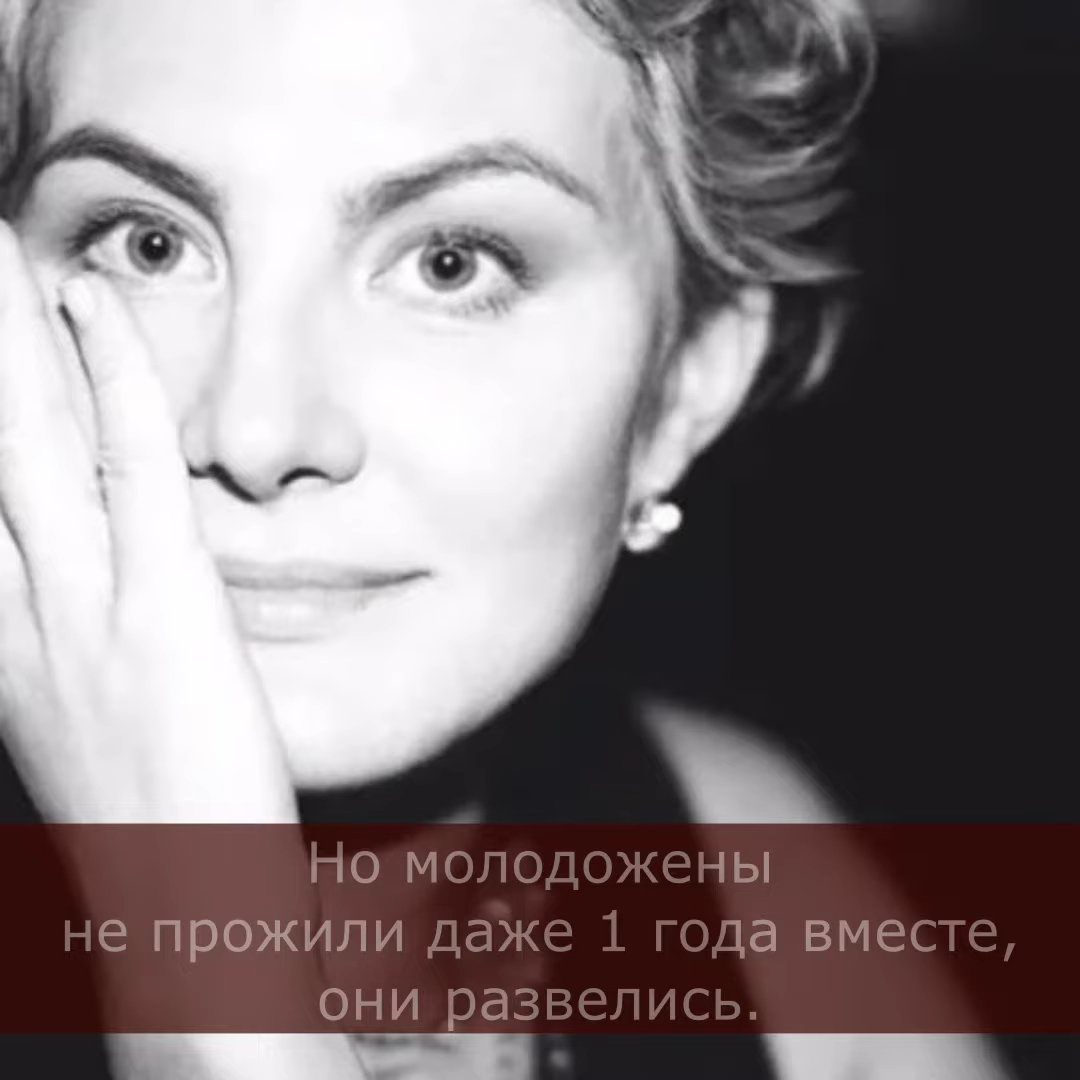 Но молодожены
не прожили даже 1 года вместе,
они развелись.